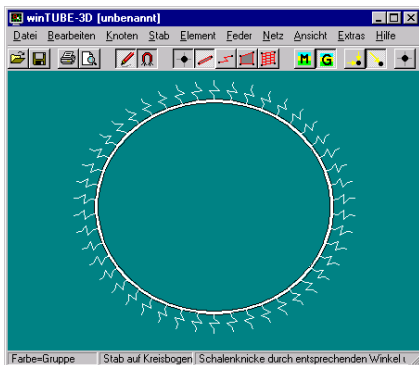 winTUBE-3D [unbenannt]
Datei Bearbeiten Knoten Stab Element Feder Netz Ansicht Extras Hilfe
M G
Farbe=Gruppe Stab auf Kreisbogen Schalenknicke durch entsprechenden Winkel